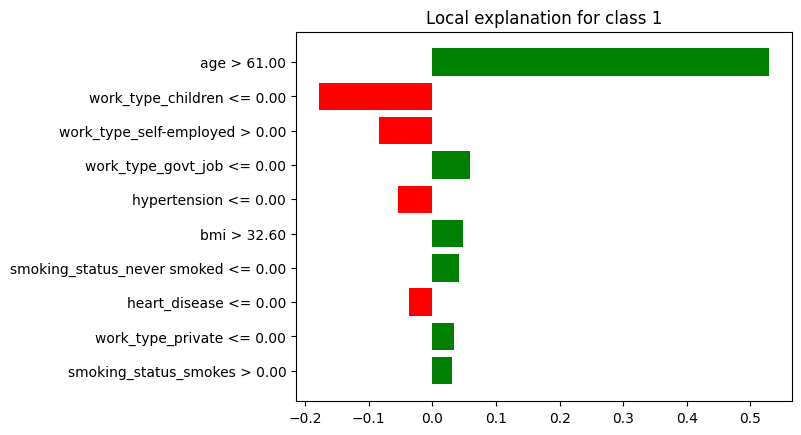 Local explanation for class 1
age > 61.00
work_type_children <= 0.00
work_type_self-employed > 0.00
work_type_govt_job <= 0.00
hypertension <= 0.00
bmi > 32.60
smoking_status_never smoked <= 0.00
heart_disease <= 0.00
work_type_private <= 0.00
smoking_status_smokes > 0.00
−0.2 −0.1 0.0 0.1 0.2 0.3 0.4 0.5